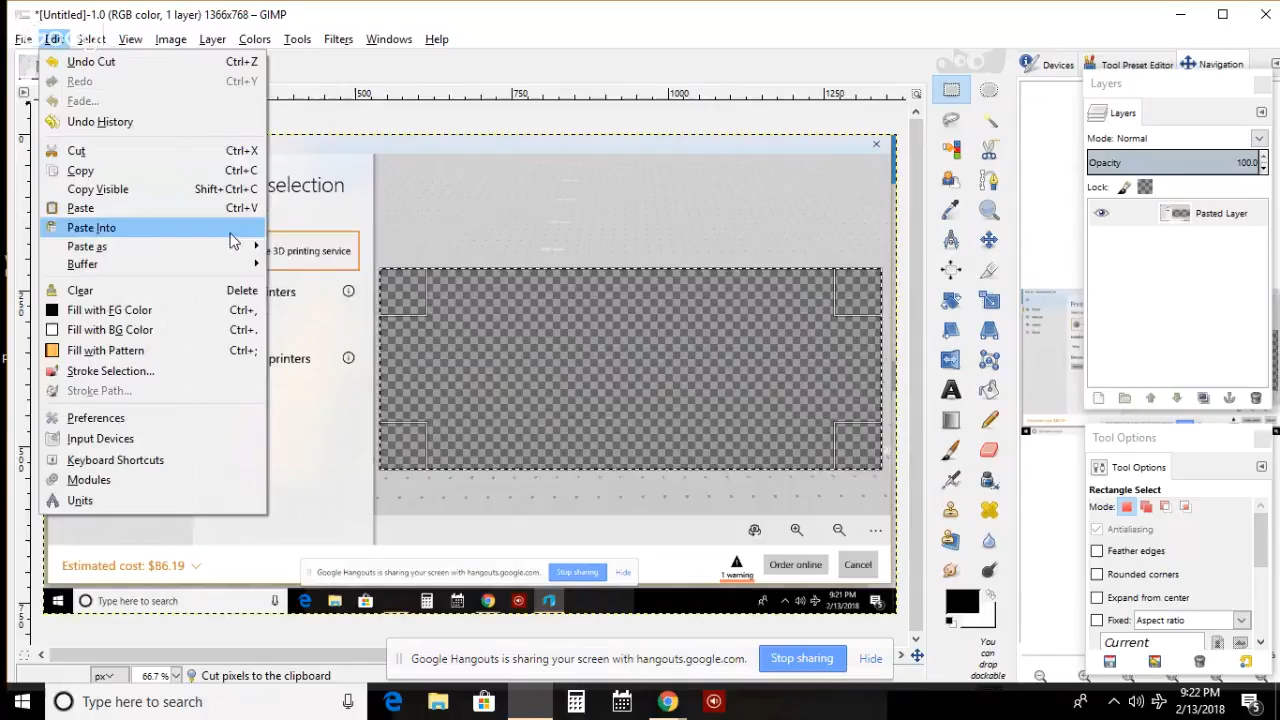 *[Untitled]-1.0 (RGB color, 1 layer) 1366x768 – GIMP
Edit Select View Image Layer Colors Tools Filters Windows Help
Undo Cut Ctrl+Z
Redo Ctrl+Y
Fade...
Undo History
Cut Ctrl+X
Copy Ctrl+C
Copy Visible Shift+Ctrl+C
Paste Ctrl+V
Paste Into
Paste as
Buffer
Clear Delete
Fill with FG Color Ctrl+,
Fill with BG Color Ctrl+.
Fill with Pattern Ctrl+;
Stroke Selection...
Stroke Path...
Preferences
Input Devices
Keyboard Shortcuts
Modules
Units
500 750 1000 1250
selection
3D printing service
Estimated cost: $86.19
Google Hangouts is sharing your screen with hangouts.google.com. Stop sharing Hide
1 warning
Order online Cancel
Type here to search
9:21 PM
2/13/2018
5
Google Hangouts is sharing your screen with hangouts.google.com. Stop sharing Hide
px 66.7 % Cut pixels to the clipboard
You
can
drop
dockable
Devices Tool Preset Editor Navigation
Layers
Layers
Mode: Normal
Opacity 100.0
Lock:
Pasted Layer
Tool Options
Tool Options
Rectangle Select
Mode:
Antialiasing
Feather edges
Rounded corners
Expand from center
Fixed: Aspect ratio
Current
Type here to search
9:22 PM
2/13/2018
5